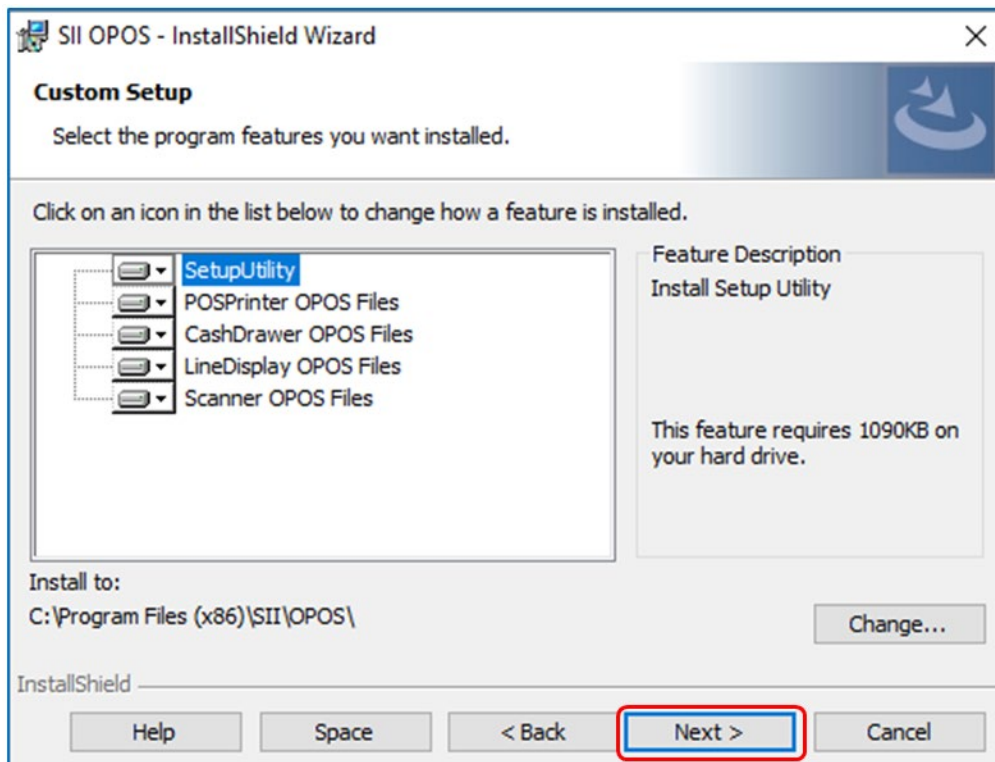 SII OPOS - InstallShield Wizard
Custom Setup
Select the program features you want installed.
Click on an icon in the list below to change how a feature is installed.
SetupUtility
POSPrinter OPOS Files
CashDrawer OPOS Files
LineDisplay OPOS Files
Scanner OPOS Files
Feature Description
Install Setup Utility
This feature requires 1090KB on
your hard drive.
Install to:
C:\Program Files (x86)\SII\OPOS\
Change...
InstallShield
Help
Space
< Back
Next >
Cancel